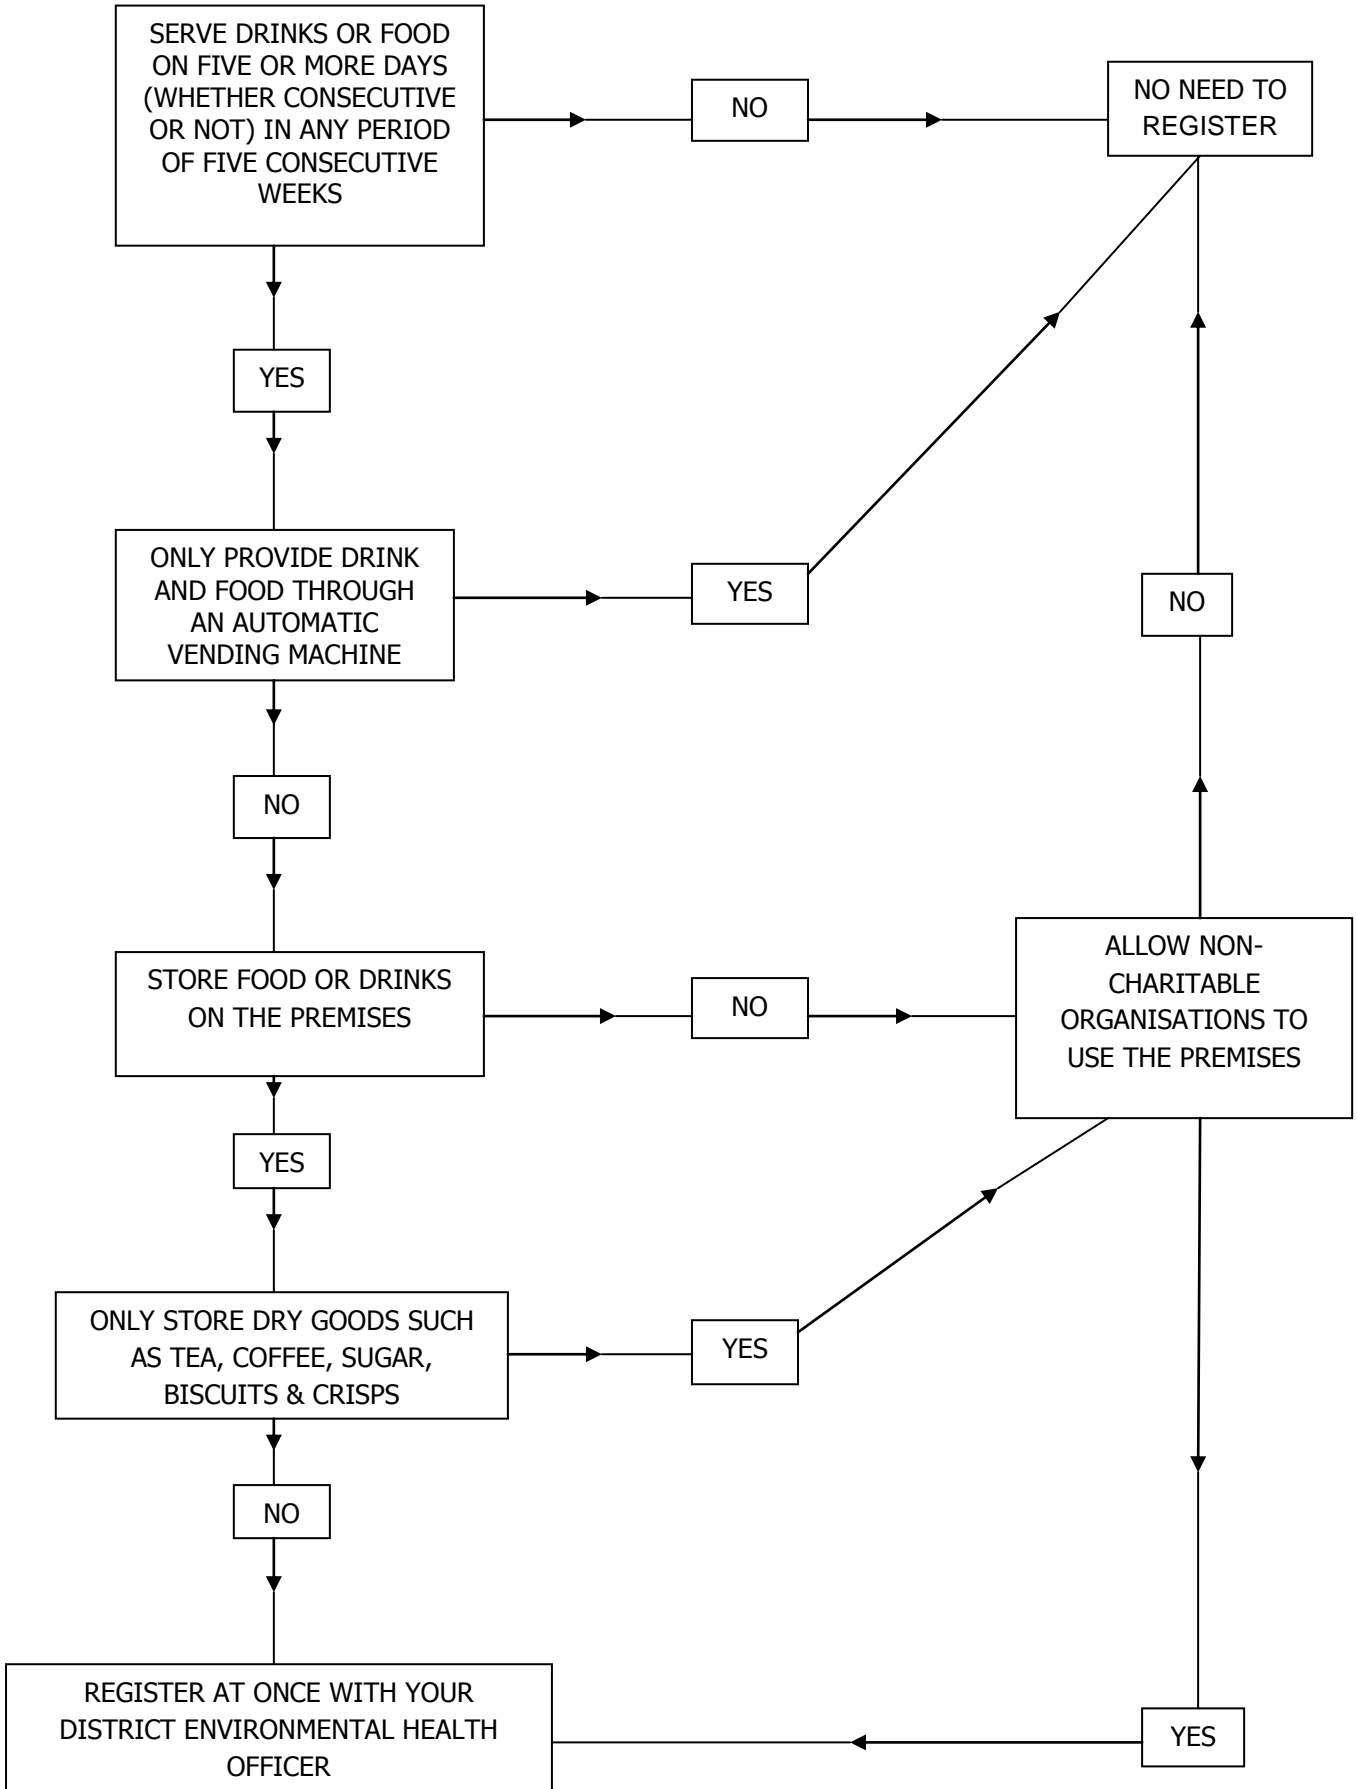 SERVE DRINKS OR FOOD
ON FIVE OR MORE DAYS
(WHETHER CONSECUTIVE
OR NOT) IN ANY PERIOD
OF FIVE CONSECUTIVE
WEEKS
NO
NO NEED TO
REGISTER
YES
ONLY PROVIDE DRINK
AND FOOD THROUGH
AN AUTOMATIC
VENDING MACHINE
YES
NO
NO
STORE FOOD OR DRINKS
ON THE PREMISES
NO
ALLOW NON-
CHARITABLE
ORGANISATIONS TO
USE THE PREMISES
YES
ONLY STORE DRY GOODS SUCH
AS TEA, COFFEE, SUGAR,
BISCUITS & CRISPS
YES
NO
REGISTER AT ONCE WITH YOUR
DISTRICT ENVIRONMENTAL HEALTH
OFFICER
YES